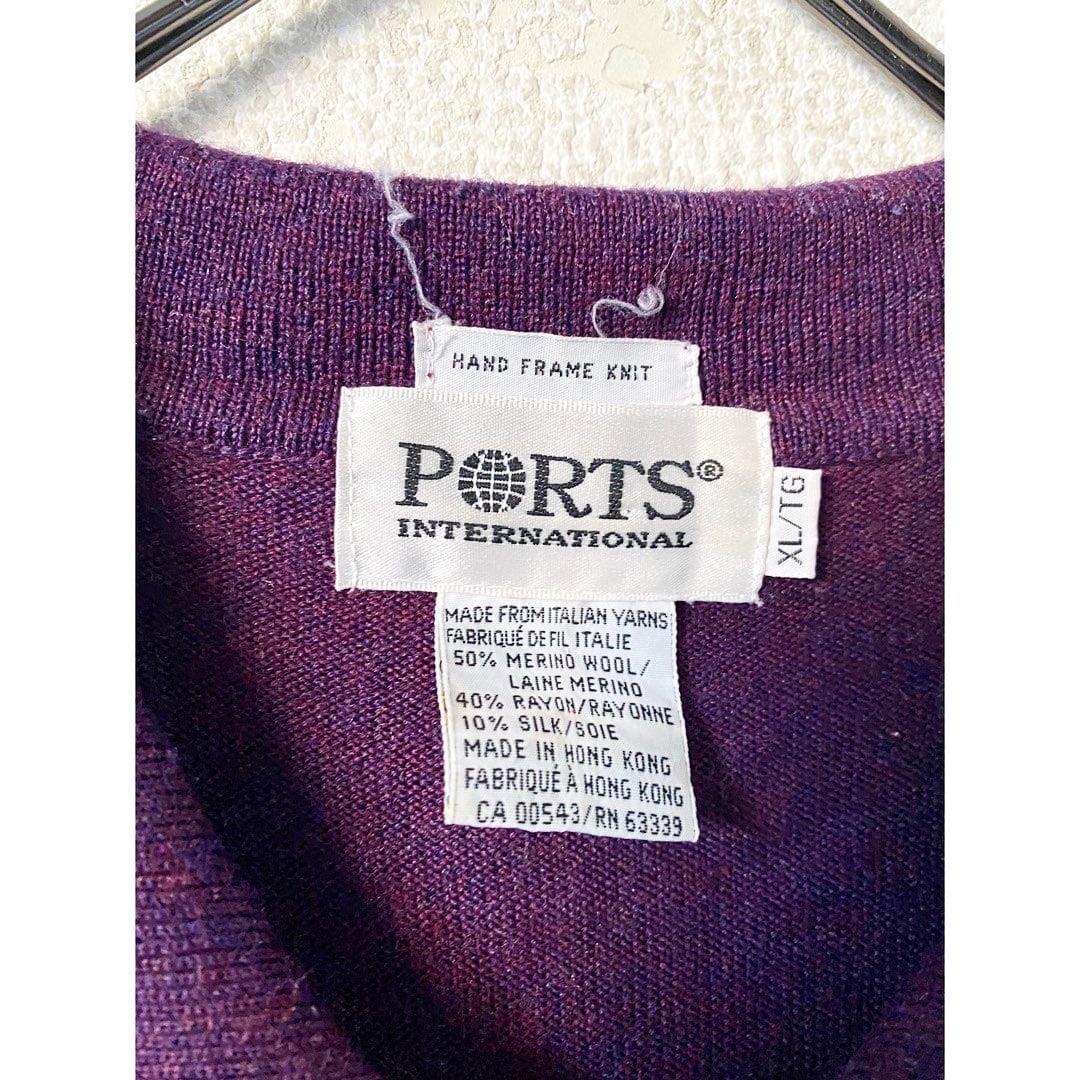 HAND FRAME KNIT
PORTS®
INTERNATIONAL
XL/TG
MADE FROM ITALIAN YARNS
FABRIQUÉ DE FIL ITALIE
50% MERINO WOOL/
LAINE MERINO
40% RAYON/RAYONNE
10% SILK/SOIE
MADE IN HONG KONG
FABRIQUÉ À HONG KONG
CA 00543/RN 63339